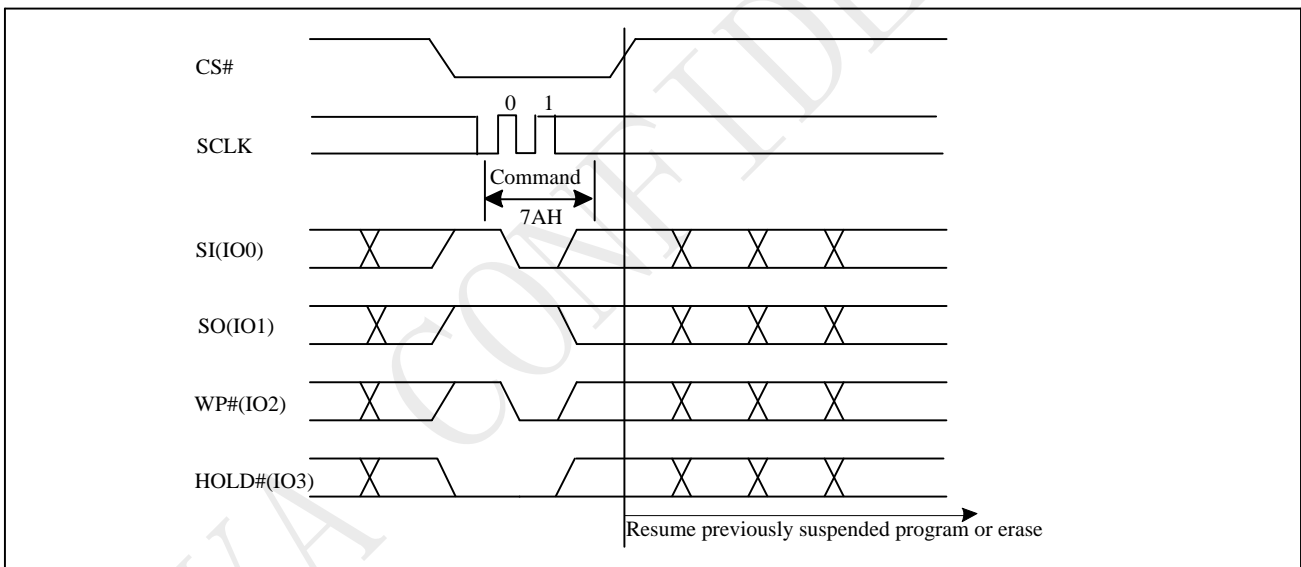 CS#
0 1
SCLK
Command
7AH
SI(IO0)
SO(IO1)
WP#(IO2)
HOLD#(IO3)
Resume previously suspended program or erase